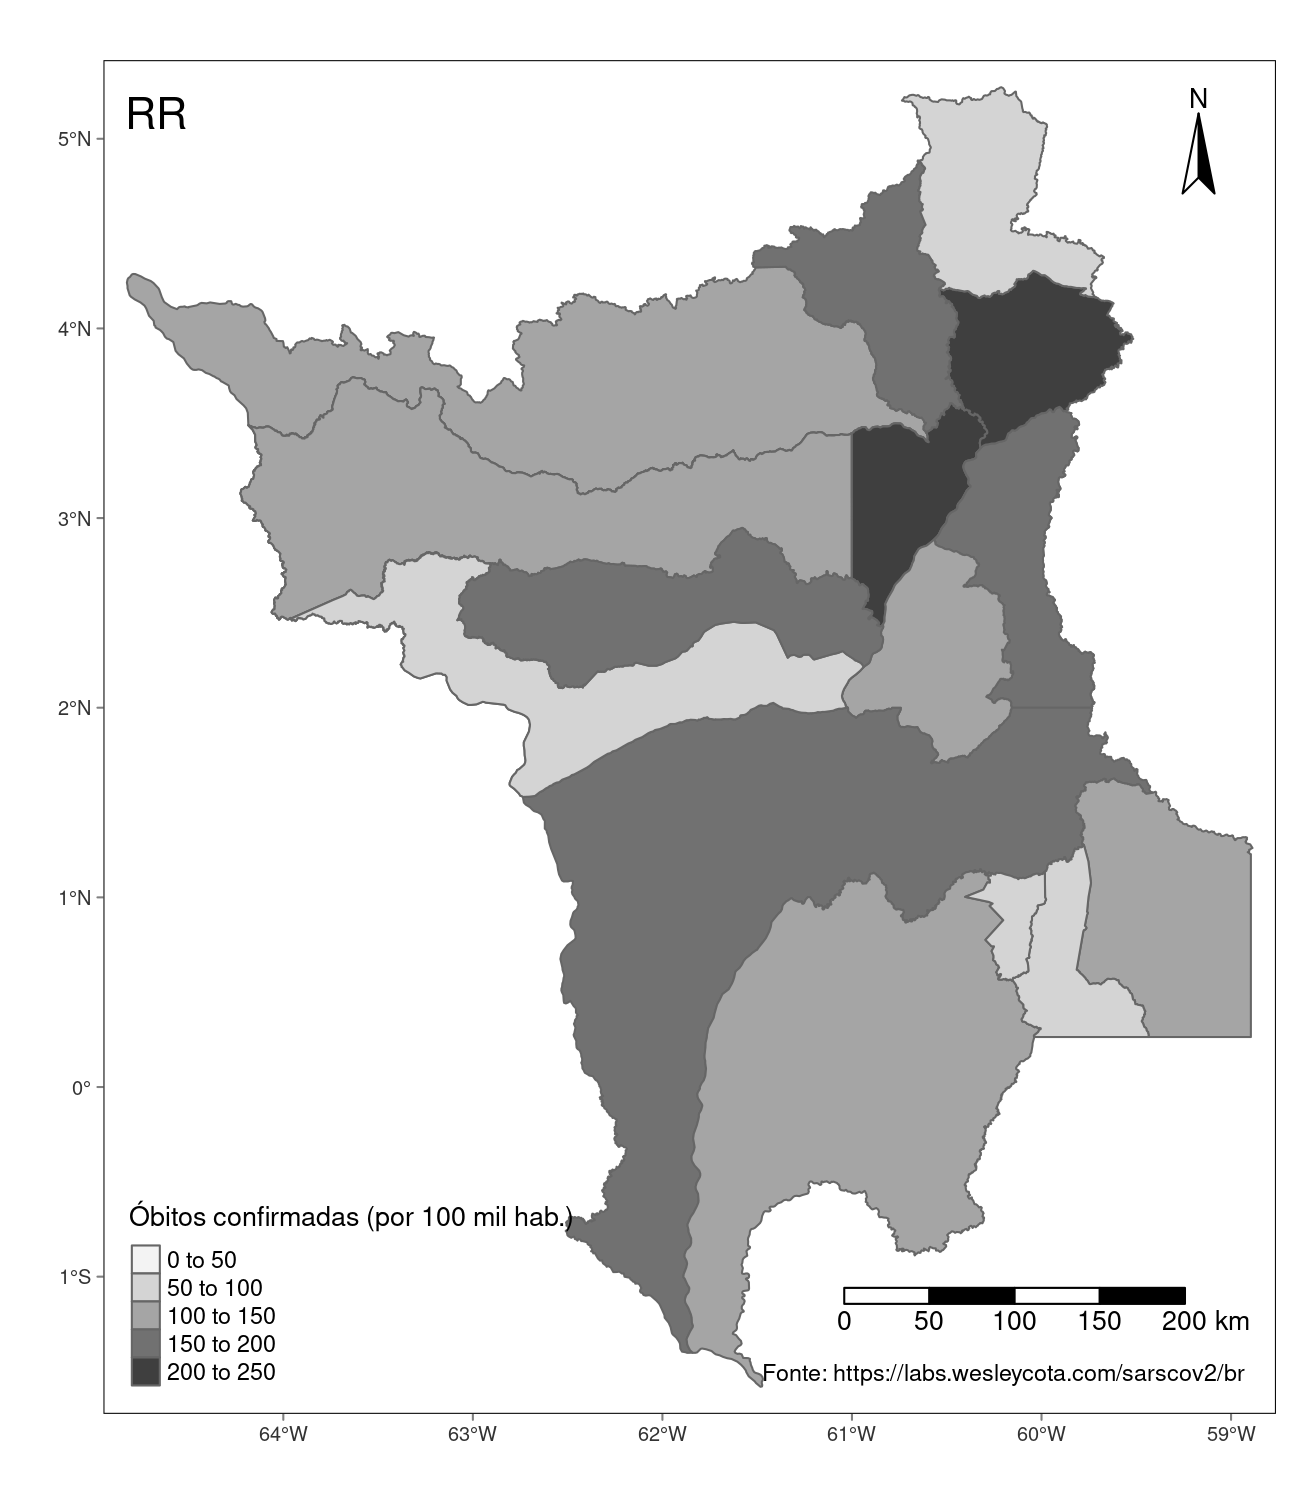 RR
N
5°N
4°N
3°N
2°N
1°N
0°
1°S
Óbitos confirmadas (por 100 mil hab.)
0 to 50
50 to 100
100 to 150
150 to 200
200 to 250
0 50 100 150 200 km
Fonte: https://labs.wesleycota.com/sarscov2/br
64°W 63°W 62°W 61°W 60°W 59°W